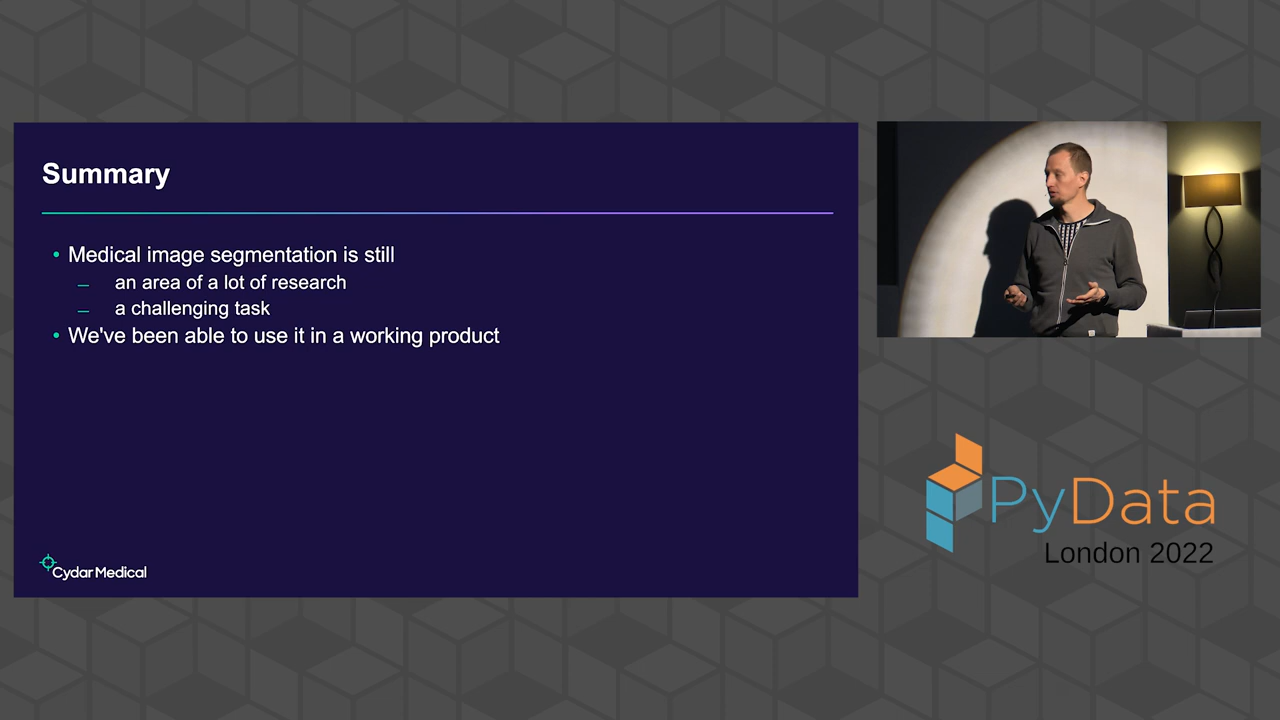 Summary
• Medical image segmentation is still
– an area of a lot of research
– a challenging task
• We've been able to use it in a working product
Cydar Medical
PyData
London 2022